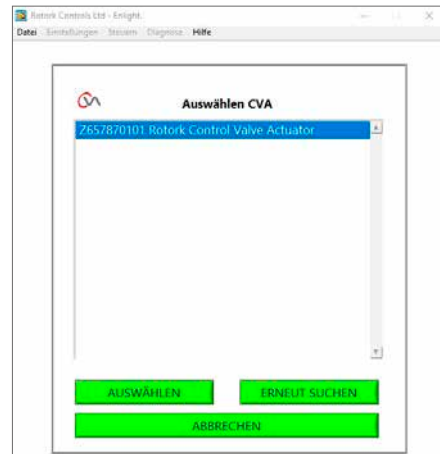 Rotork Controls Ltd - Enlight.
Datei Einstellungen Steuern Diagnose Hilfe
Auswählen CVA
Z657870101 Rotork Control Valve Actuator
AUSWÄHLEN ERNEUT SUCHEN
ABBRECHEN